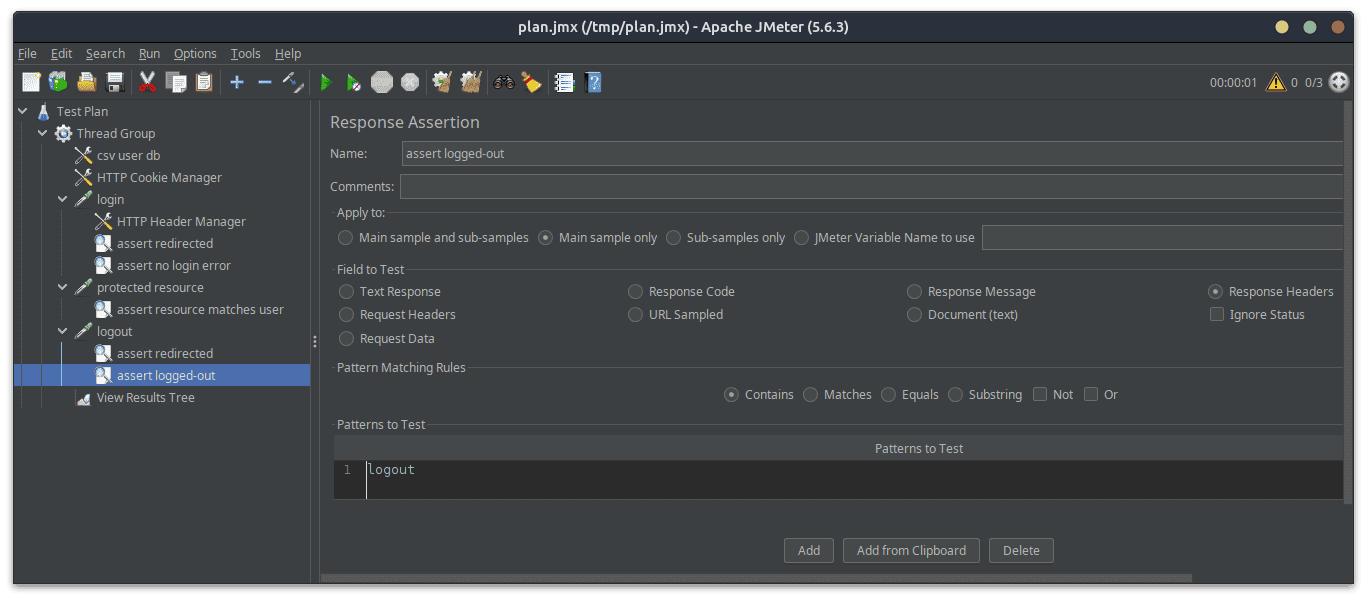 plan.jmx (/tmp/plan.jmx) - Apache JMeter (5.6.3)
File Edit Search Run Options Tools Help
00:00:01 0 0/3
Test Plan
Thread Group
csv user db
HTTP Cookie Manager
login
HTTP Header Manager
assert redirected
assert no login error
protected resource
assert resource matches user
logout
assert redirected
assert logged-out
View Results Tree
Response Assertion
Name: assert logged-out
Comments:
Apply to:
Main sample and sub-samples Main sample only Sub-samples only JMeter Variable Name to use
Field to Test
Text Response Response Code Response Message Response Headers
Request Headers URL Sampled Document (text) Ignore Status
Request Data
Pattern Matching Rules
Contains Matches Equals Substring Not Or
Patterns to Test
Patterns to Test
1 logout
Add Add from Clipboard Delete